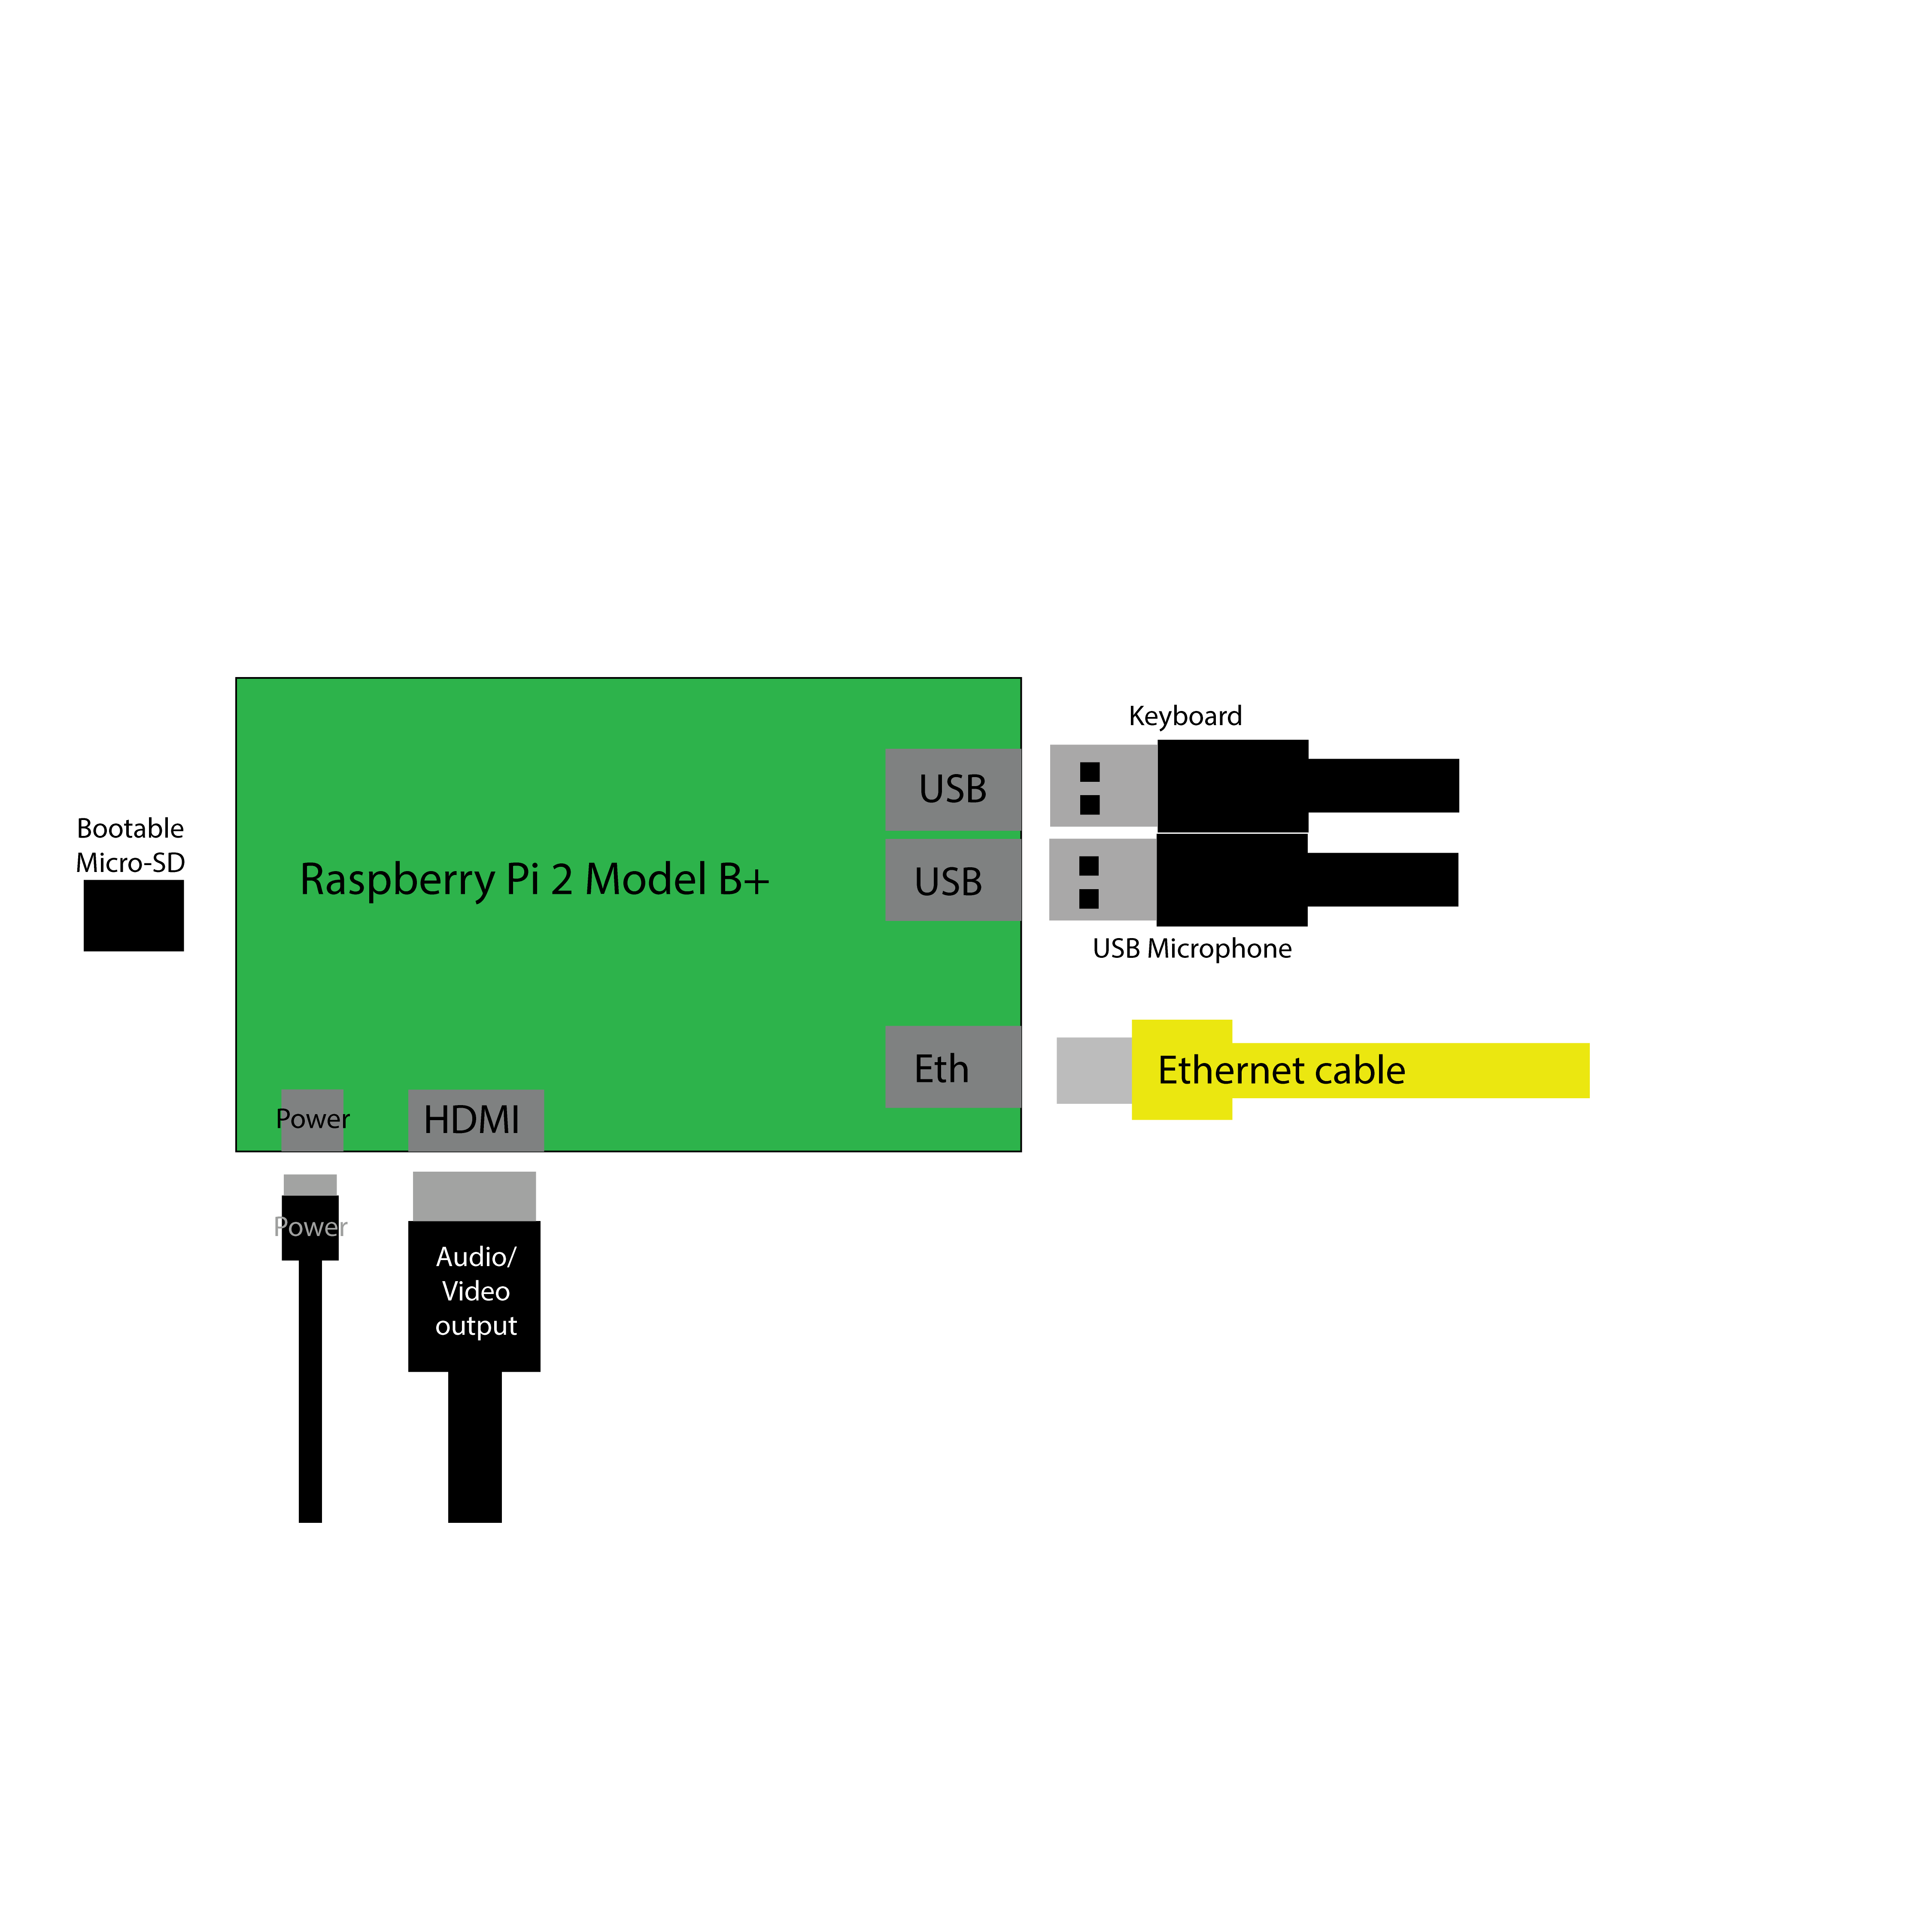 Keyboard
USB
Bootable
Micro-SD
Raspberry Pi 2 Model B+
USB
USB Microphone
Eth
Ethernet cable
Power
HDMI
Power
Audio/
Video
output